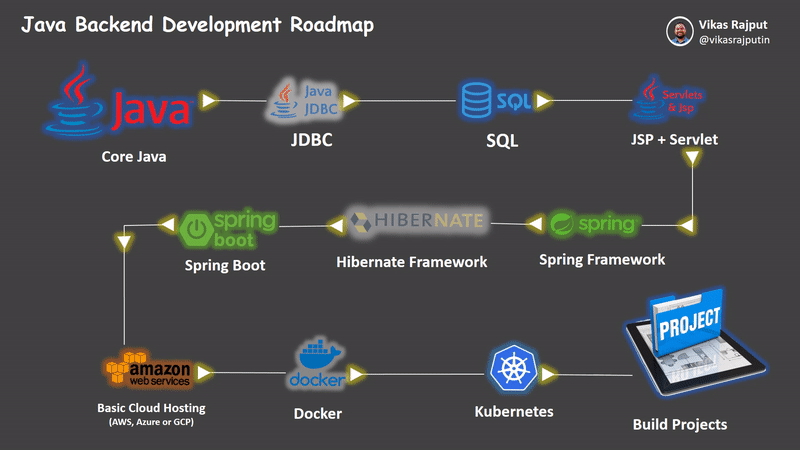 Java Backend Development Roadmap
Vikas Rajput
@vikasrajputin
Java
Core Java
Java
JDBC
JDBC
SQL
SQL
Servlets
& Jsp
JSP + Servlet
spring
boot
Spring Boot
HIBERNATE
Hibernate Framework
spring
Spring Framework
amazon
web services
Basic Cloud Hosting
(AWS, Azure or GCP)
docker
Docker
Kubernetes
PROJECT
Build Projects